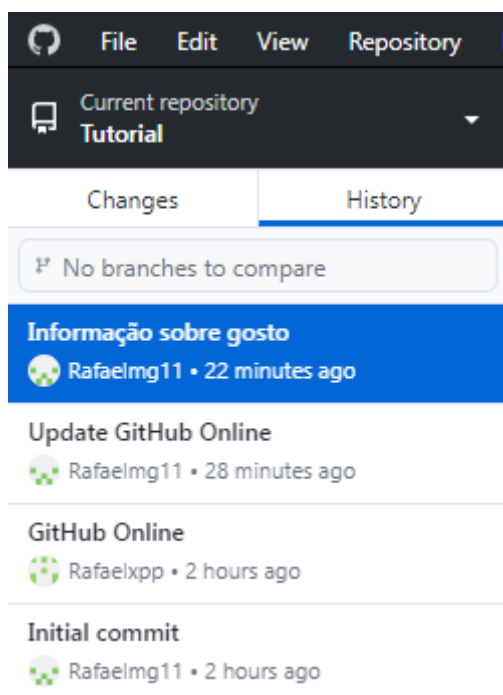 File Edit View Repository
Current repository
Tutorial
Changes History
No branches to compare
Informação sobre gosto
Rafaelmg11 • 22 minutes ago
Update GitHub Online
Rafaelmg11 • 28 minutes ago
GitHub Online
Rafaelxpp • 2 hours ago
Initial commit
Rafaelmg11 • 2 hours ago